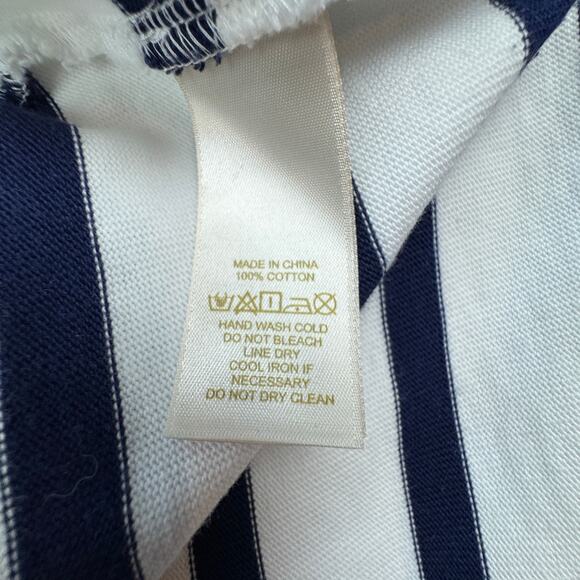 MADE IN CHINA
100% COTTON
HAND WASH COLD
DO NOT BLEACH
LINE DRY
COOL IRON IF
NECESSARY
DO NOT DRY CLEAN